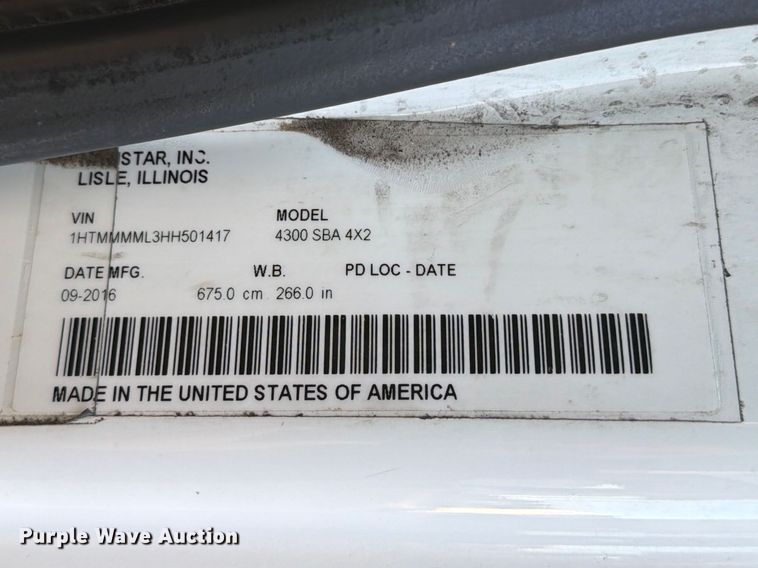 STAR, INC.
LISLE, ILLINOIS
VIN MODEL
1HTMMMML3HH501417 4300 SBA 4X2
DATE MFG. W.B. PD LOC - DATE
09-2016 675.0 cm 266.0 in
MADE IN THE UNITED STATES OF AMERICA
Purple Wave Auction